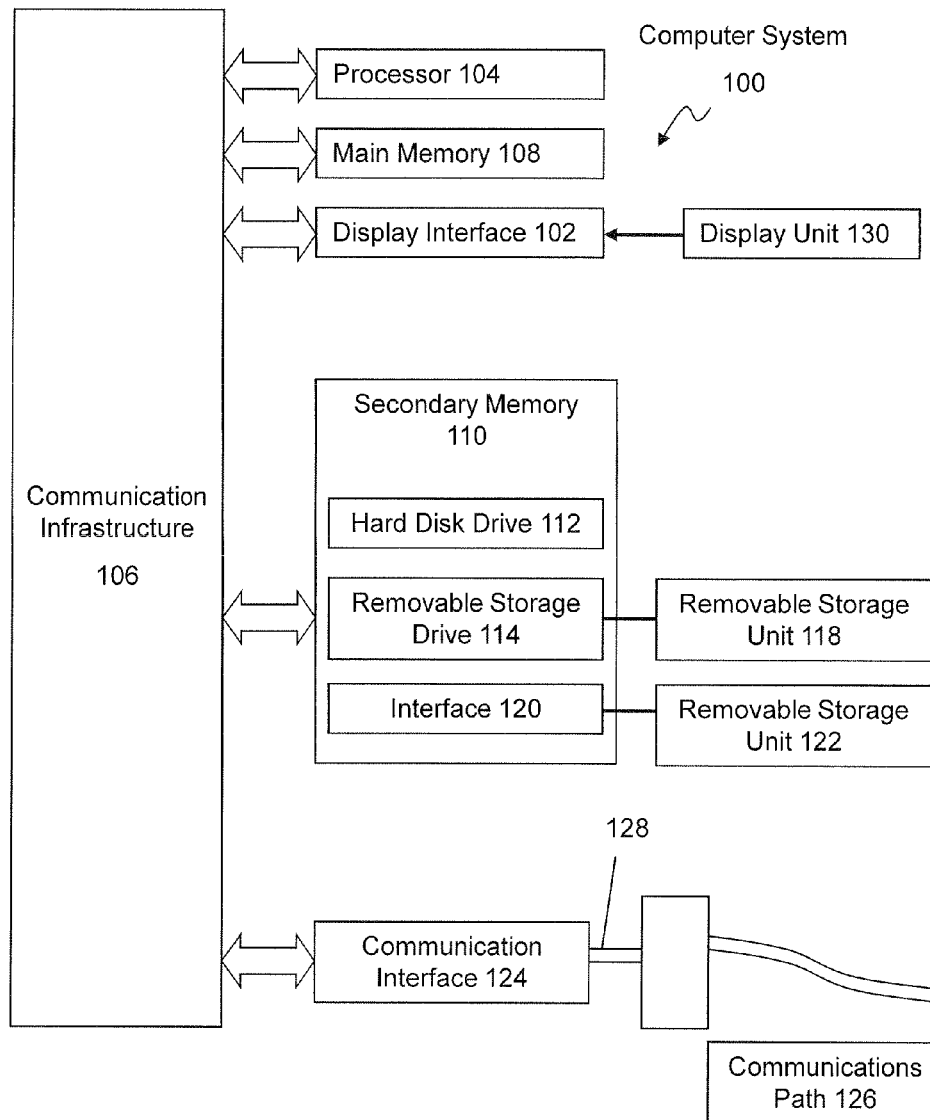 Computer System
100
Processor 104
Main Memory 108
Display Interface 102
Display Unit 130
Secondary Memory
110
Communication
Infrastructure
106
Hard Disk Drive 112
Removable Storage
Drive 114
Removable Storage
Unit 118
Interface 120
Removable Storage
Unit 122
128
Communication
Interface 124
Communications
Path 126